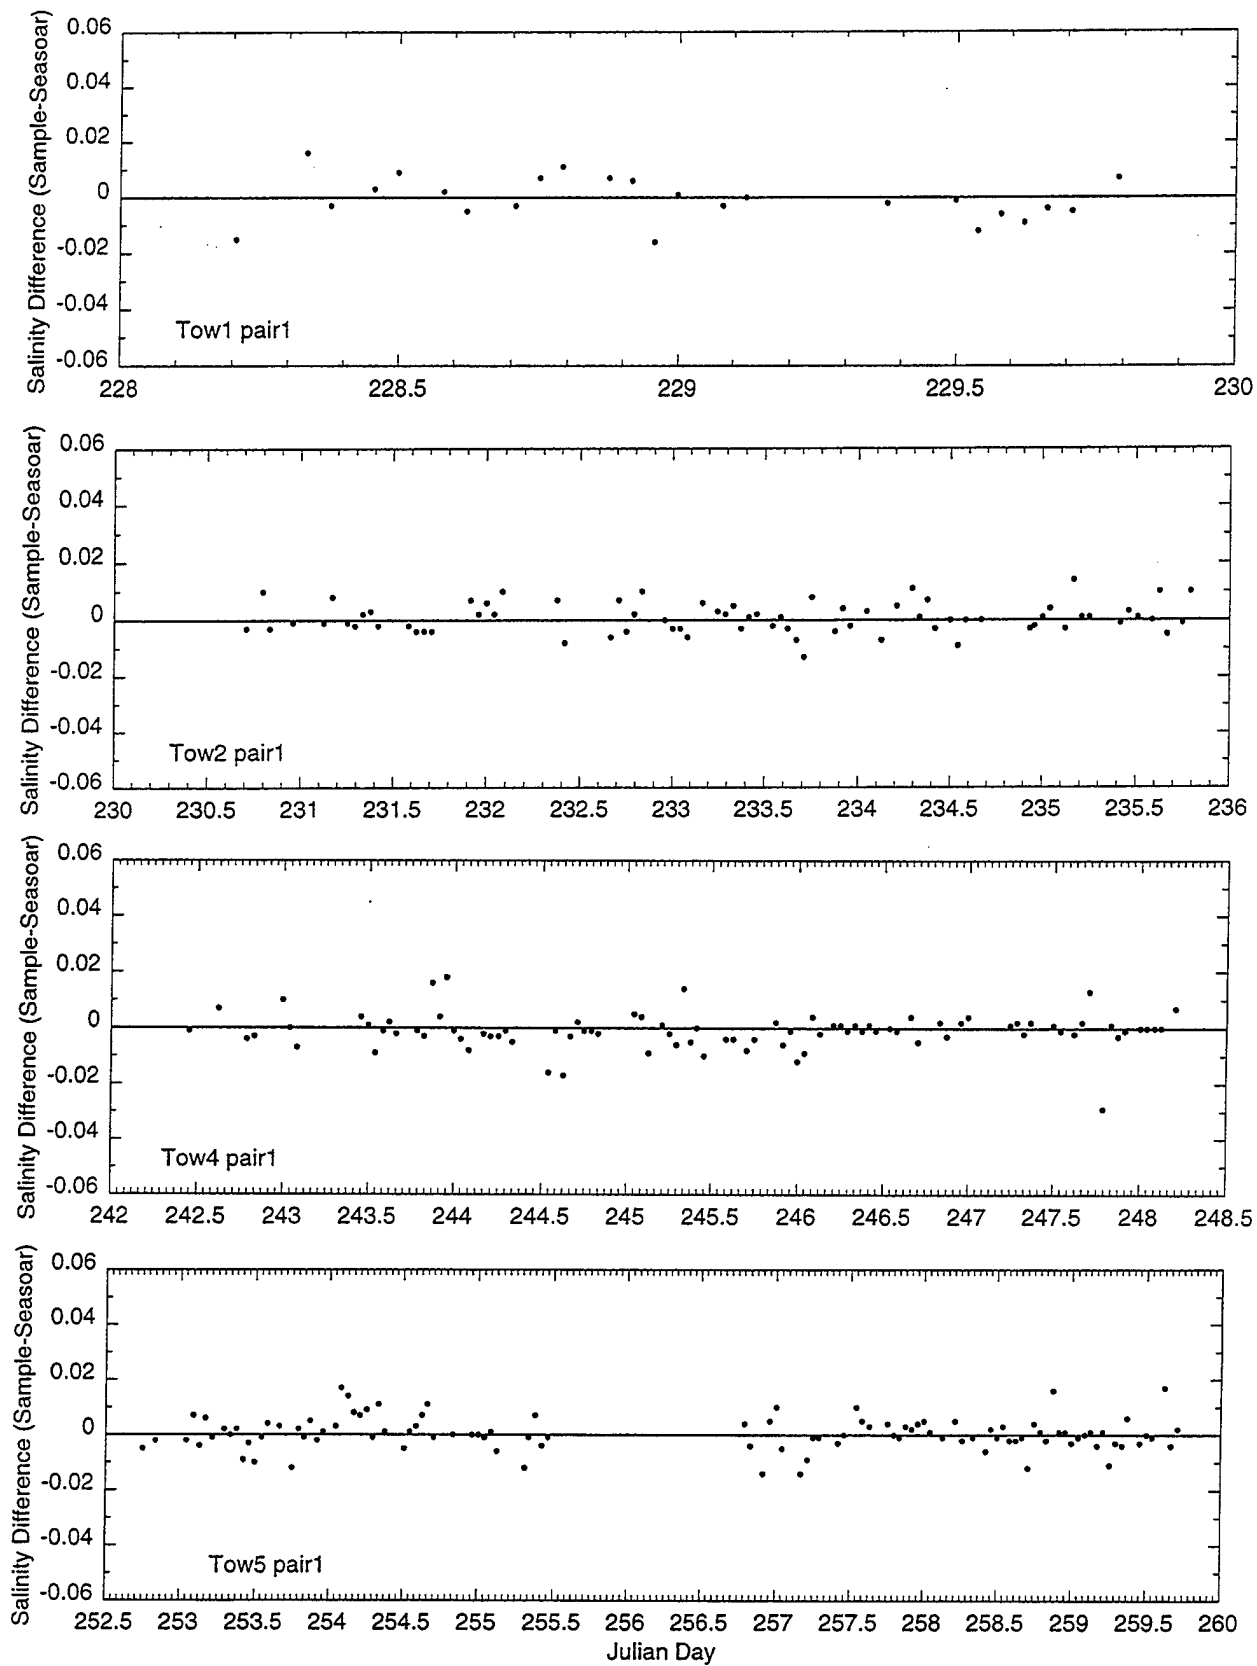 Salinity Difference (Sample-Seasoar)
0.06
0.04
0.02
0
-0.02
-0.04
-0.06
Tow1 pair1
228 228.5 229 229.5 230
Salinity Difference (Sample-Seasoar)
0.06
0.04
0.02
0
-0.02
-0.04
-0.06
Tow2 pair1
230 230.5 231 231.5 232 232.5 233 233.5 234 234.5 235 235.5 236
Salinity Difference (Sample-Seasoar)
0.06
0.04
0.02
0
-0.02
-0.04
-0.06
Tow4 pair1
242 242.5 243 243.5 244 244.5 245 245.5 246 246.5 247 247.5 248 248.5
Salinity Difference (Sample-Seasoar)
0.06
0.04
0.02
0
-0.02
-0.04
-0.06
Tow5 pair1
252.5 253 253.5 254 254.5 255 255.5 256 256.5 257 257.5 258 258.5 259 259.5 260
Julian Day